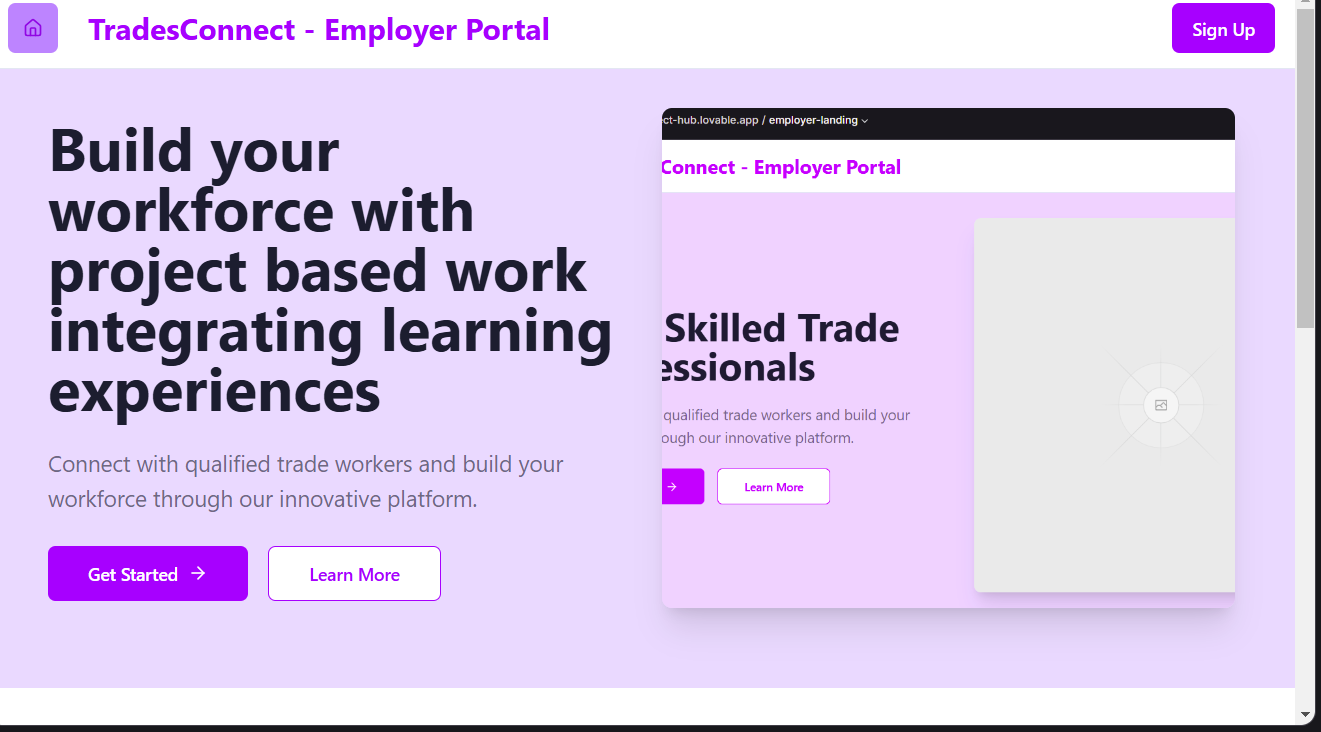 TradesConnect - Employer Portal
Sign Up
Build your
workforce with
project based work
integrating learning
experiences
Connect with qualified trade workers and build your
workforce through our innovative platform.
Get Started
Learn More
ct-hub.lovable.app / employer-landing
Connect - Employer Portal
Skilled Trade
essionals
qualified trade workers and build your
ough our innovative platform.
Learn More